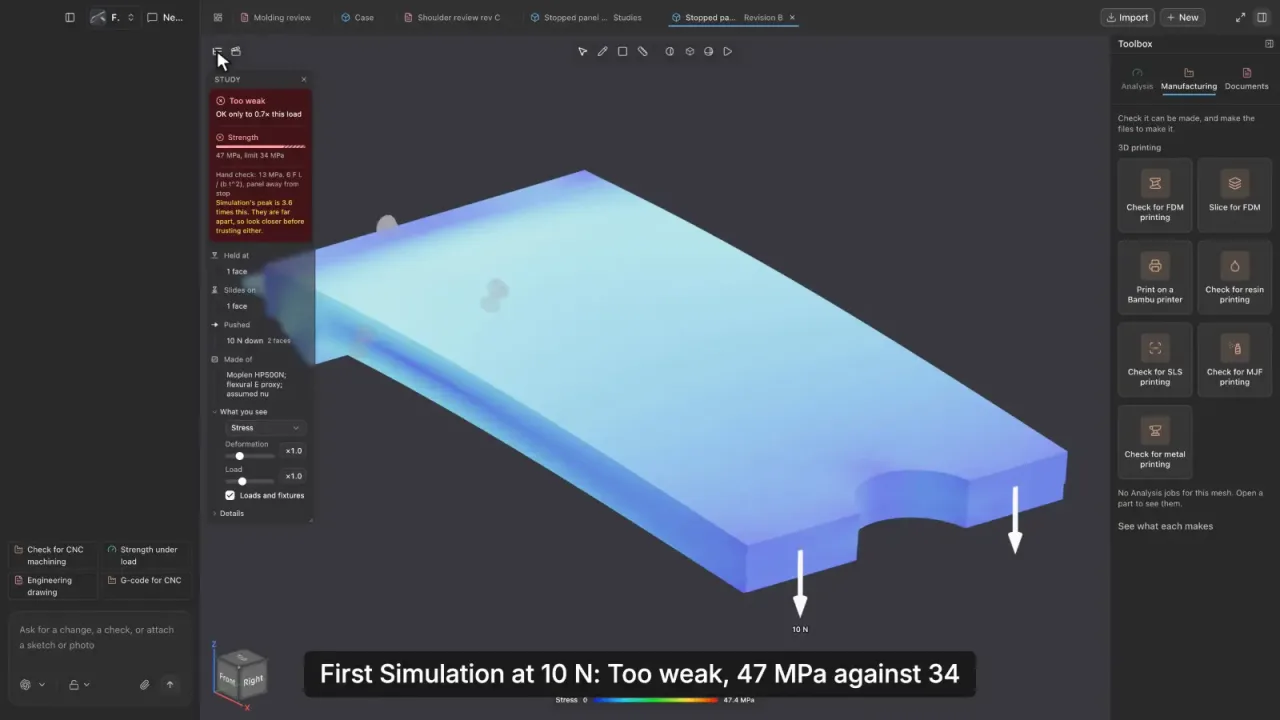 F.
Ne...
Molding review
Case
Shoulder review rev C
Stopped panel ... Studies
Stopped pa... Revision B
Import
New
STUDY
Too weak
OK only to 0.7× this load
Strength
47 MPa, limit 34 MPa
Hand check: 13 MPa, 6 F L
/ (b t^2), panel away from
stop
Simulation's peak is 3.6
times this. They are far
apart, so look closer before
trusting either.
Held at
1 face
Slides on
1 face
Pushed
10 N down 2 faces
Made of
Moplen HP500N;
flexural E proxy;
assumed nu
What you see
Stress
Deformation
×1.0
Load
×1.0
Loads and fixtures
Details
Toolbox
Analysis
Manufacturing
Documents
Check it can be made, and make the
files to make it.
3D printing
Check for FDM
printing
Slice for FDM
Print on a
Bambu printer
Check for resin
printing
Check for SLS
printing
Check for MJF
printing
Check for metal
printing
No Analysis jobs for this mesh. Open a
part to see them.
See what each makes
Check for CNC
machining
Strength under
load
Engineering
drawing
G-code for CNC
Ask for a change, a check, or attach
a sketch or photo
10 N
Z
Top
Front
Right
X
First Simulation at 10 N: Too weak, 47 MPa against 34
Stress 0
47.4 MPa